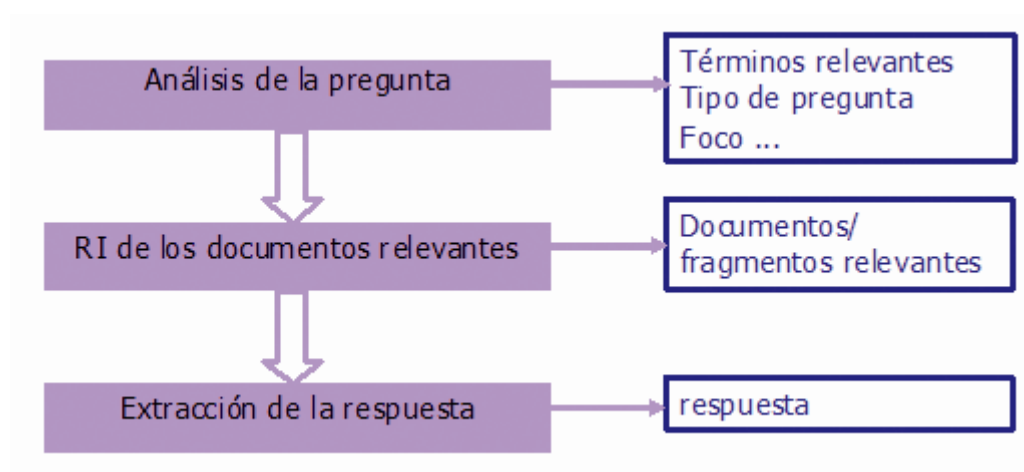 Análisis de la pregunta
Términos relevantes
Tipo de pregunta
Foco ...
RI de los documentos relevantes
Documentos/
fragmentos relevantes
Extracción de la respuesta
respuesta